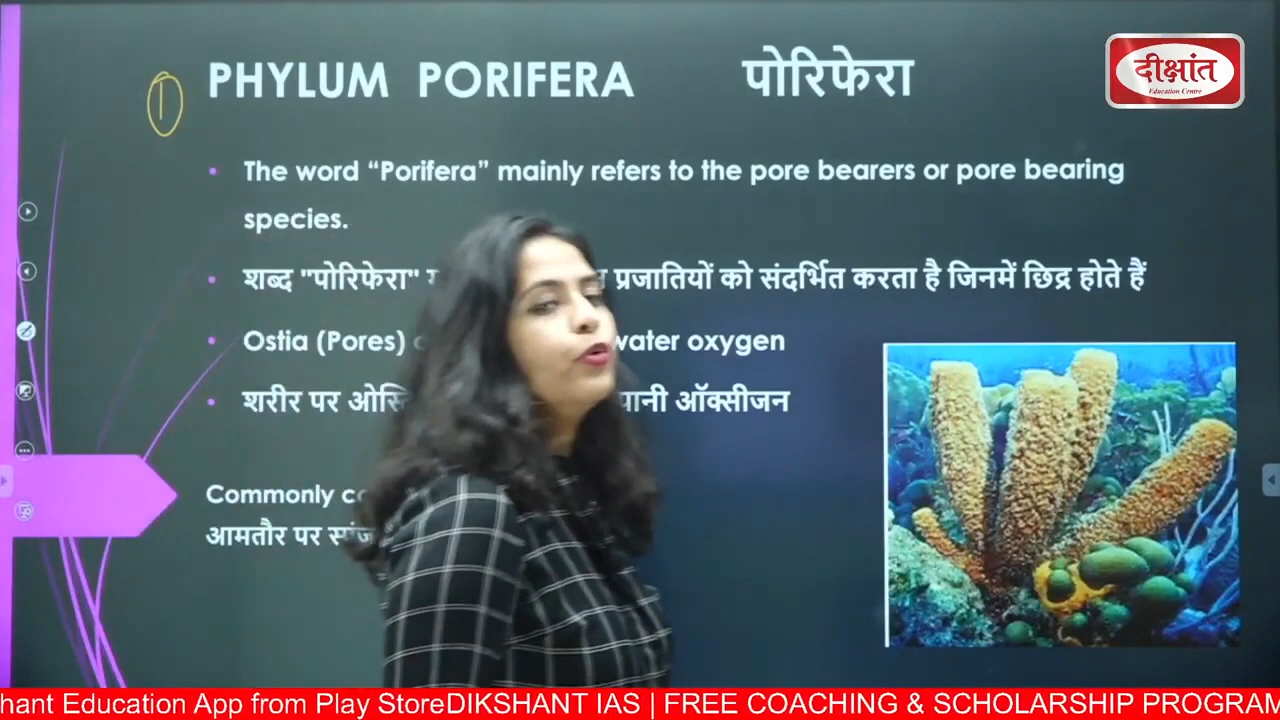 1
PHYLUM PORIFERA पोरिफेरा
दीक्षांत
Education Centre
The word “Porifera” mainly refers to the pore bearers or pore bearing
species.
शब्द "पोरिफेरा" प्रजातियों को संदर्भित करता है जिनमें छिद्र होते हैं
Ostia (Pores) water oxygen
शरीर पर पानी ऑक्सीजन
Commonly
आमतौर पर
hant Education App from Play StoreDIKSHANT IAS | FREE COACHING & SCHOLARSHIP PROGRAM